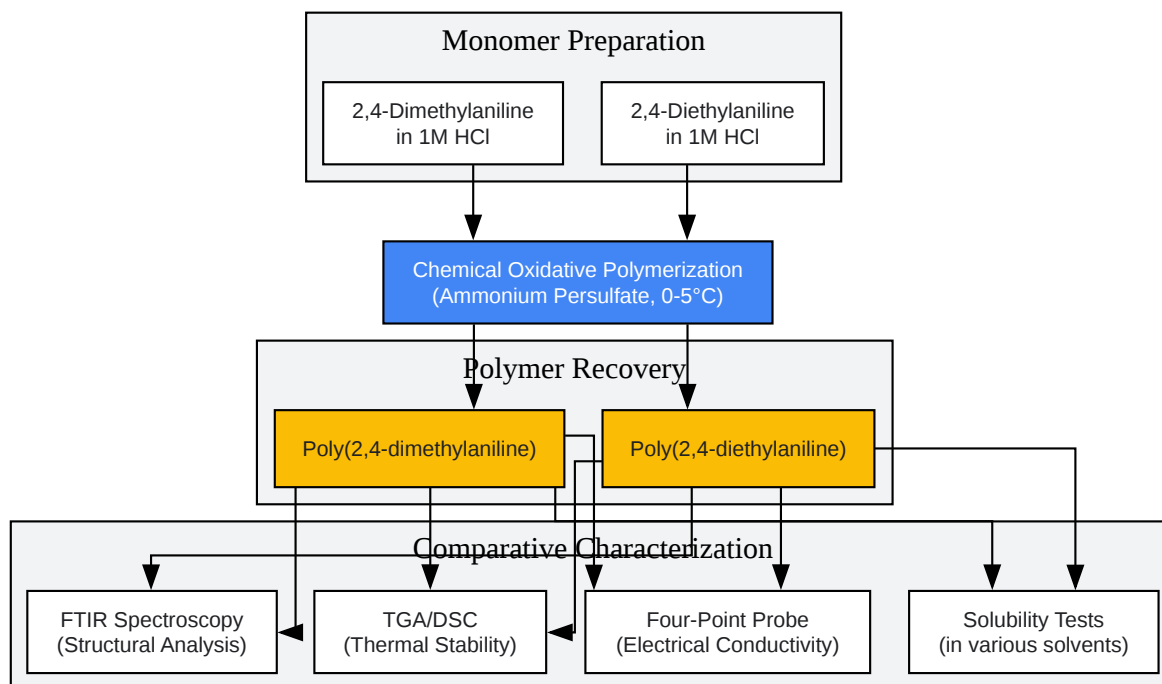 Monomer Preparation
2,4-Dimethylaniline
in 1M HCl
2,4-Diethylaniline
in 1M HCl
Chemical Oxidative Polymerization
(Ammonium Persulfate, 0-5°C)
Polymer Recovery
Poly(2,4-dimethylaniline)
Poly(2,4-diethylaniline)
Comparative Characterization
FTIR Spectroscopy
(Structural Analysis)
TGA/DSC
(Thermal Stability)
Four-Point Probe
(Electrical Conductivity)
Solubility Tests
(in various solvents)